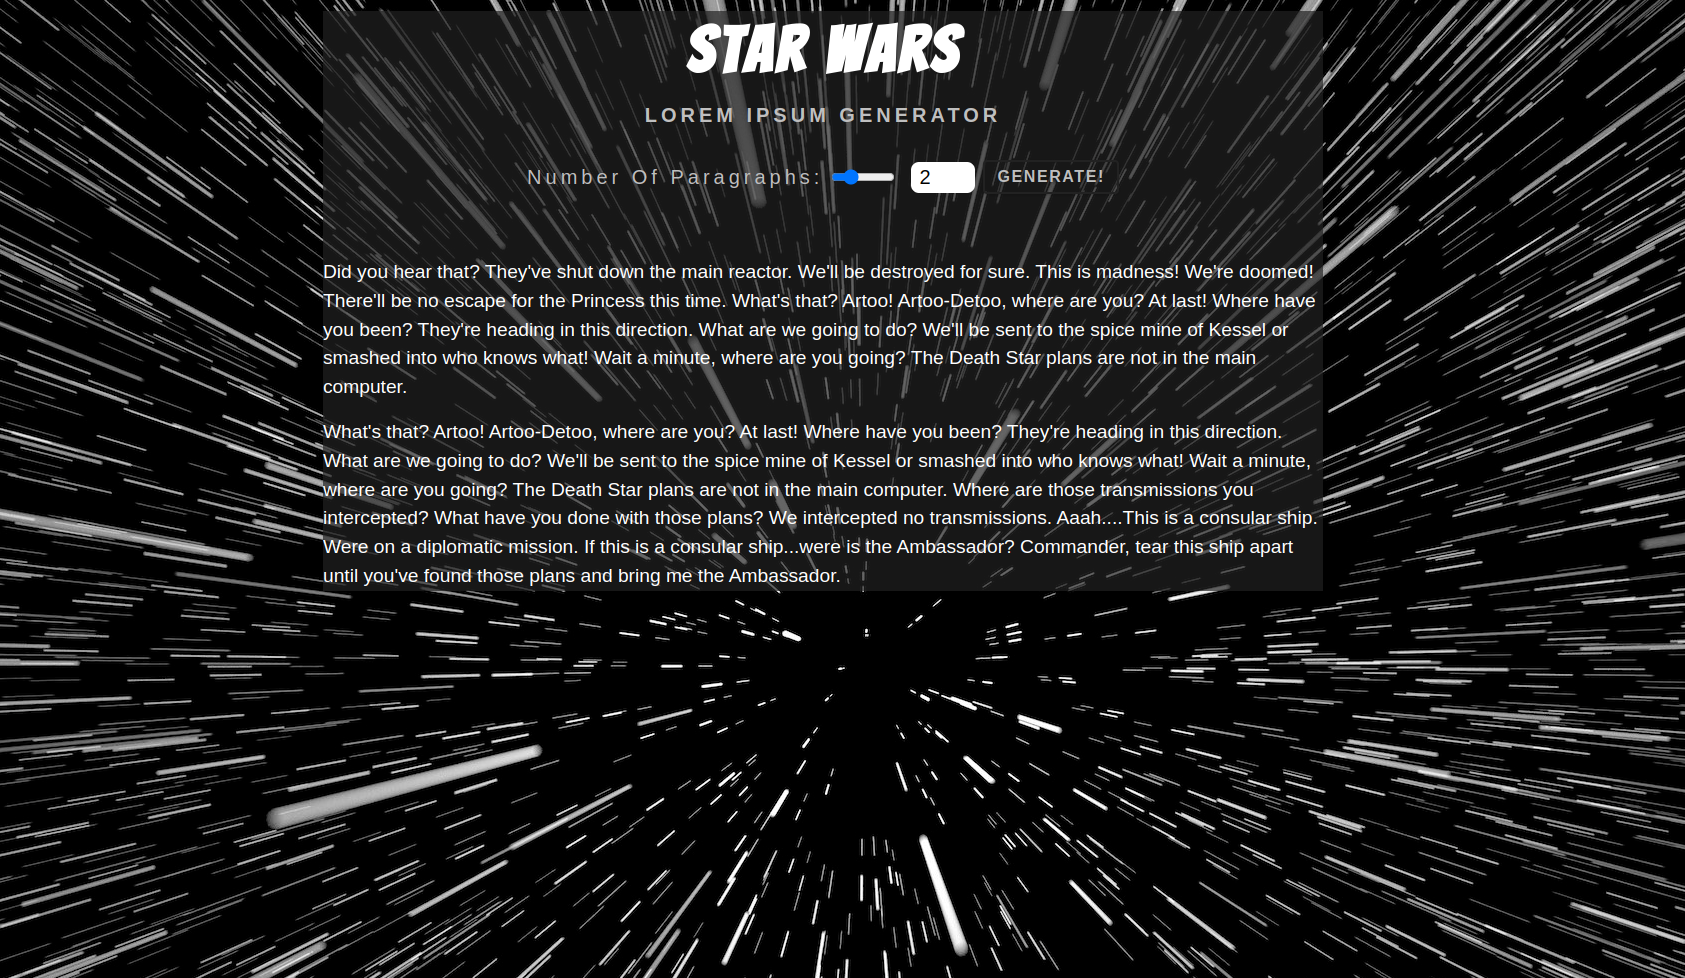 STAR WARS
LOREM IPSUM GENERATOR
Number Of Paragraphs: 2 GENERATE!
Did you hear that? They've shut down the main reactor. We'll be destroyed for sure. This is madness! We're doomed!
There'll be no escape for the Princess this time. What's that? Artoo! Artoo-Detoo, where are you? At last! Where have
you been? They're heading in this direction. What are we going to do? We'll be sent to the spice mine of Kessel or
smashed into who knows what! Wait a minute, where are you going? The Death Star plans are not in the main
computer.
What's that? Artoo! Artoo-Detoo, where are you? At last! Where have you been? They're heading in this direction.
What are we going to do? We'll be sent to the spice mine of Kessel or smashed into who knows what! Wait a minute,
where are you going? The Death Star plans are not in the main computer. Where are those transmissions you
intercepted? What have you done with those plans? We intercepted no transmissions. Aaah....This is a consular ship.
Were on a diplomatic mission. If this is a consular ship...were is the Ambassador? Commander, tear this ship apart
until you've found those plans and bring me the Ambassador.